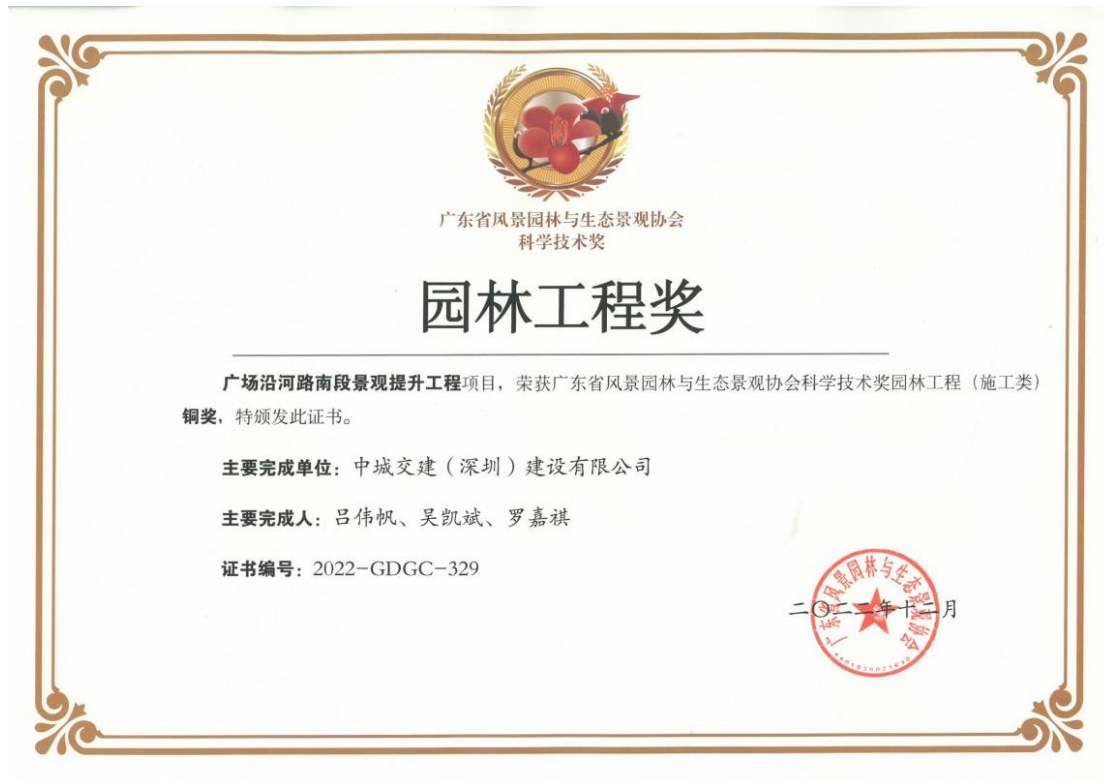 广东省风景园林与生态景观协会
科学技术奖
园林工程奖
广场沿河路南段景观提升工程项目，荣获广东省风景园林与生态景观协会科学技术奖园林工程（施工类）
铜奖，特颁发此证书。
主要完成单位：中城交建（深圳）建设有限公司
主要完成人：吕伟帆、吴凯斌、罗嘉祺
证书编号：2022-GDGC-329
广东省风景园林与生态景观协会
二〇二二年十二月